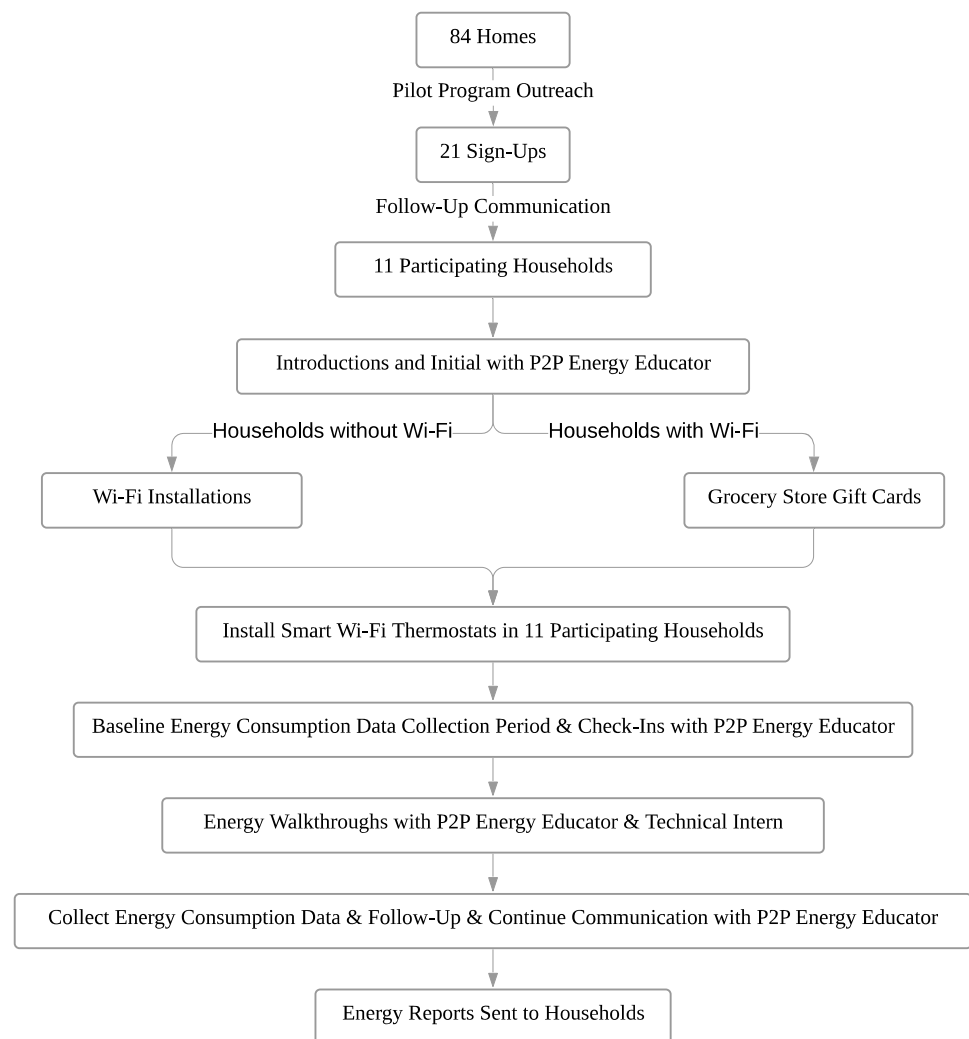 84 Homes
Pilot Program Outreach
21 Sign-Ups
Follow-Up Communication
11 Participating Households
Introductions and Initial with P2P Energy Educator
Households without Wi-Fi
Households with Wi-Fi
Wi-Fi Installations
Grocery Store Gift Cards
Install Smart Wi-Fi Thermostats in 11 Participating Households
Baseline Energy Consumption Data Collection Period & Check-Ins with P2P Energy Educator
Energy Walkthroughs with P2P Energy Educator & Technical Intern
Collect Energy Consumption Data & Follow-Up & Continue Communication with P2P Energy Educator
Energy Reports Sent to Households